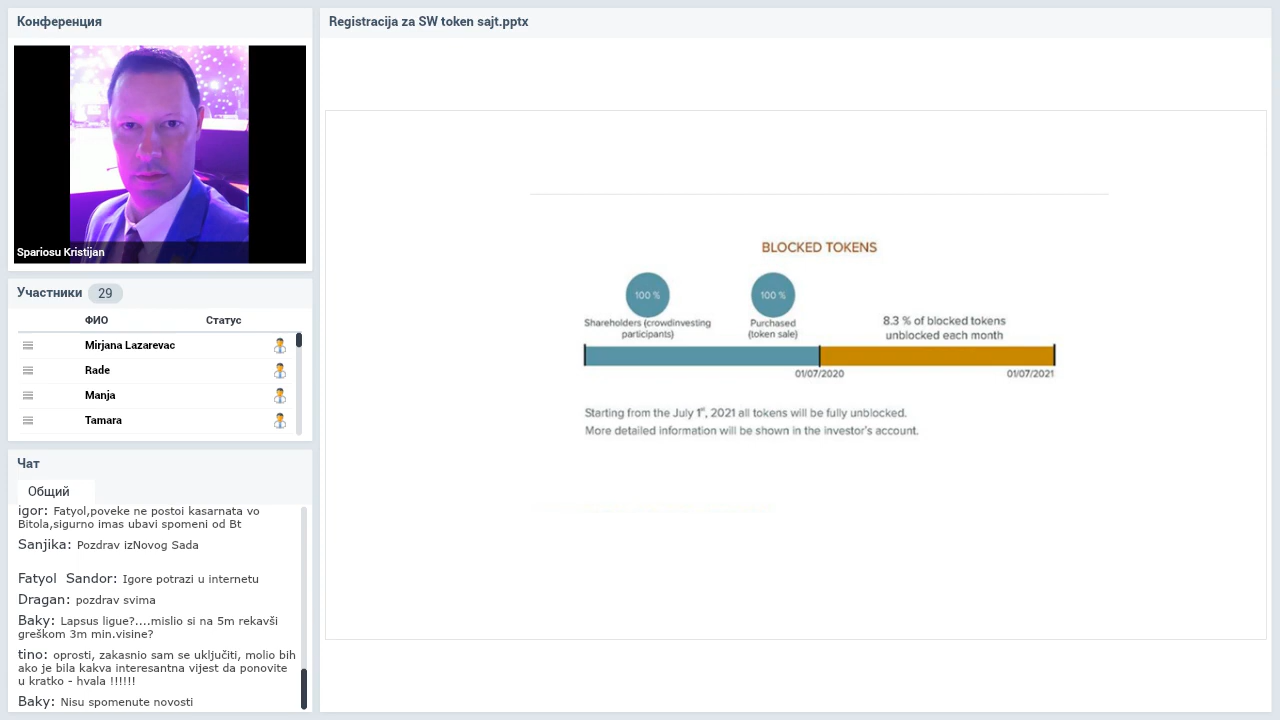 Конференция
Spariosu Kristijan
Участники 29
ФИО Статус
Mirjana Lazarevac
Rade
Manja
Tamara
Чат
Общий
igor: Fatyol,poveke ne postoi kasarnata vo
Bitola,sigurno imas ubavi spomeni od Bt
Sanjika: Pozdrav izNovog Sada
Fatyol Sandor: Igore potrazi u internetu
Dragan: pozdrav svima
Baky: Lapsus ligue?....mislio si na 5m rekavši
greškom 3m min.visine?
tino: oprosti, zakasnio sam se uključiti, molio bih
ako je bila kakva interesantna vijest da ponovite
u kratko - hvala !!!!!!
Baky: Nisu spomenute novosti
Registracija za SW token sajt.pptx
BLOCKED TOKENS
100 % 100 %
Shareholders (crowdinvesting
participants)
Purchased
(token sale)
8.3 % of blocked tokens
unblocked each month
01/07/2020 01/07/2021
Starting from the July 1st, 2021 all tokens will be fully unblocked.
More detailed information will be shown in the investor's account.